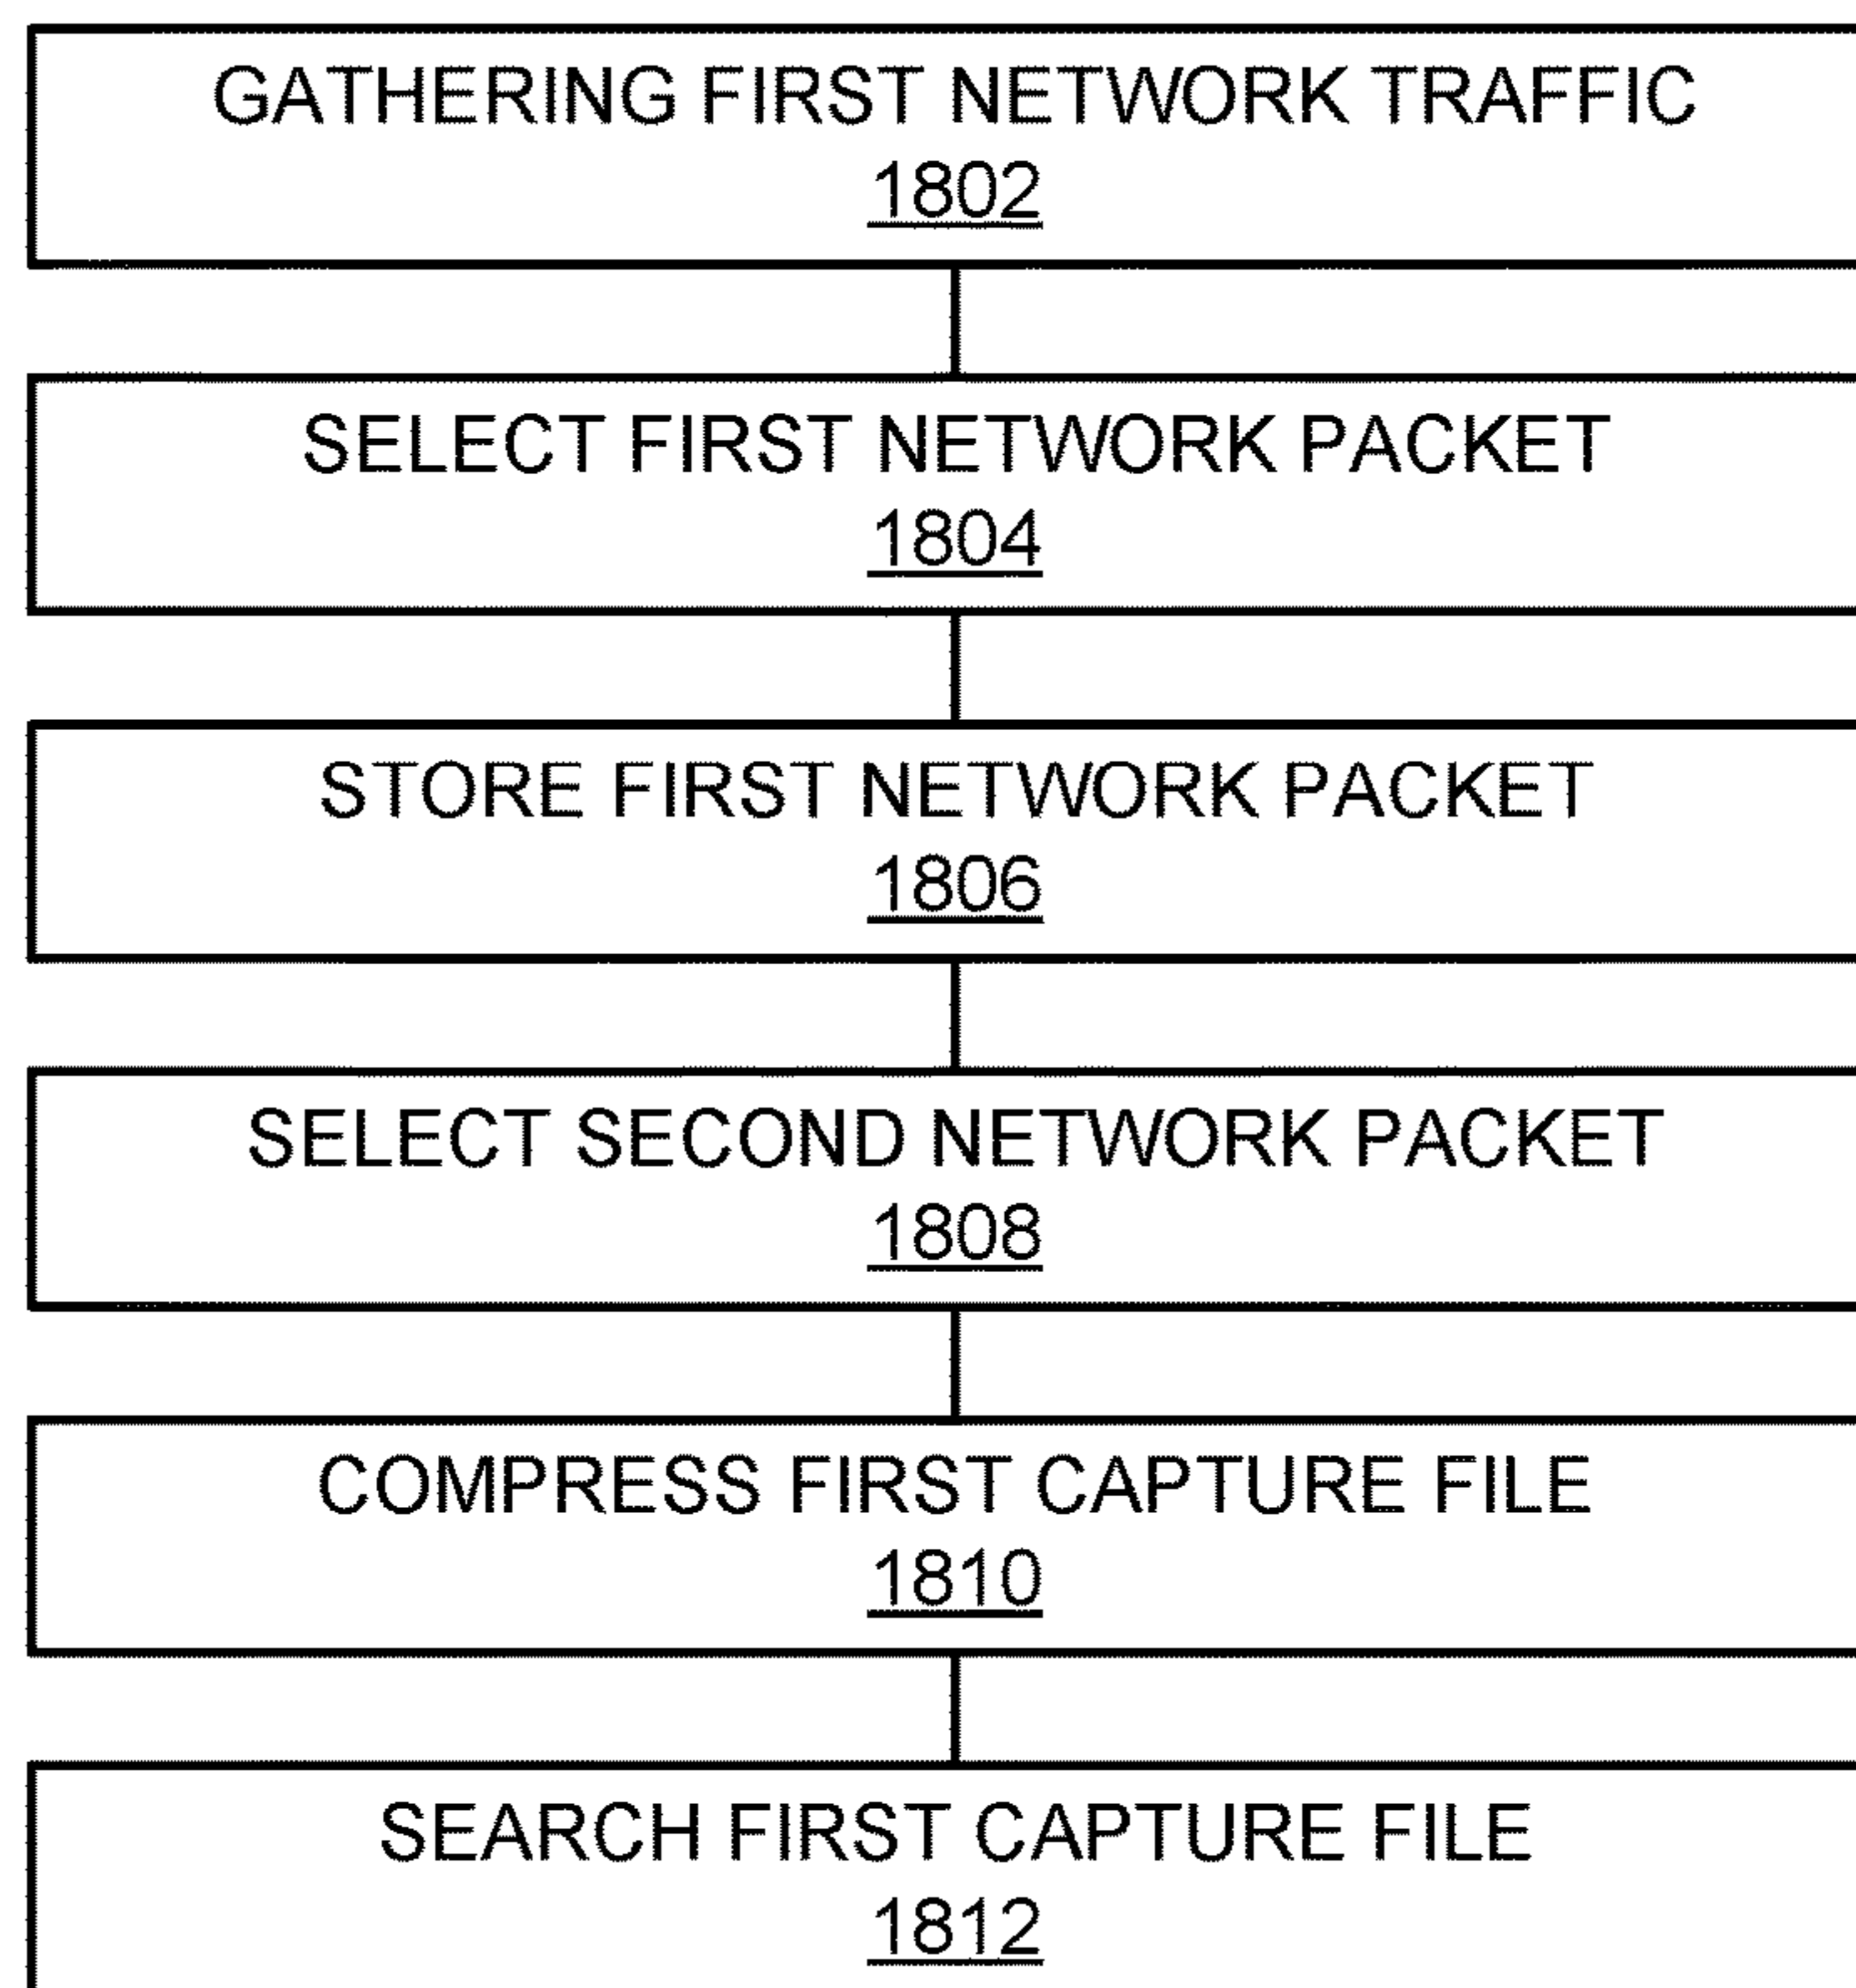 GATHERING FIRST NETWORK TRAFFIC
1802
SELECT FIRST NETWORK PACKET
1804
STORE FIRST NETWORK PACKET
1806
SELECT SECOND NETWORK PACKET
1808
COMPRESS FIRST CAPTURE FILE
1810
SEARCH FIRST CAPTURE FILE
1812